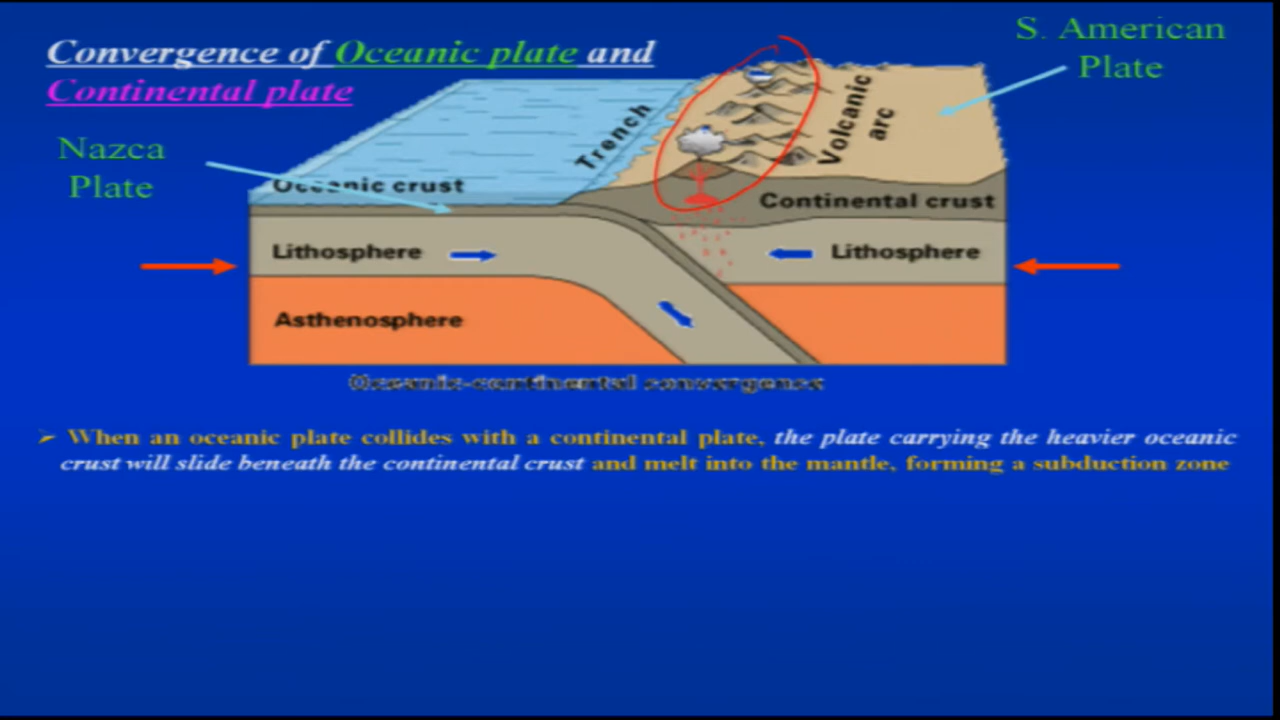 Convergence of Oceanic plate and
Continental plate
S. American
Plate
Nazca
Plate
Trench
Volcanic
arc
Oceanic crust
Continental crust
Lithosphere
Lithosphere
Asthenosphere
Oceanic-continental convergence
➤ When an oceanic plate collides with a continental plate, the plate carrying the heavier oceanic
crust will slide beneath the continental crust and melt into the mantle, forming a subduction zone